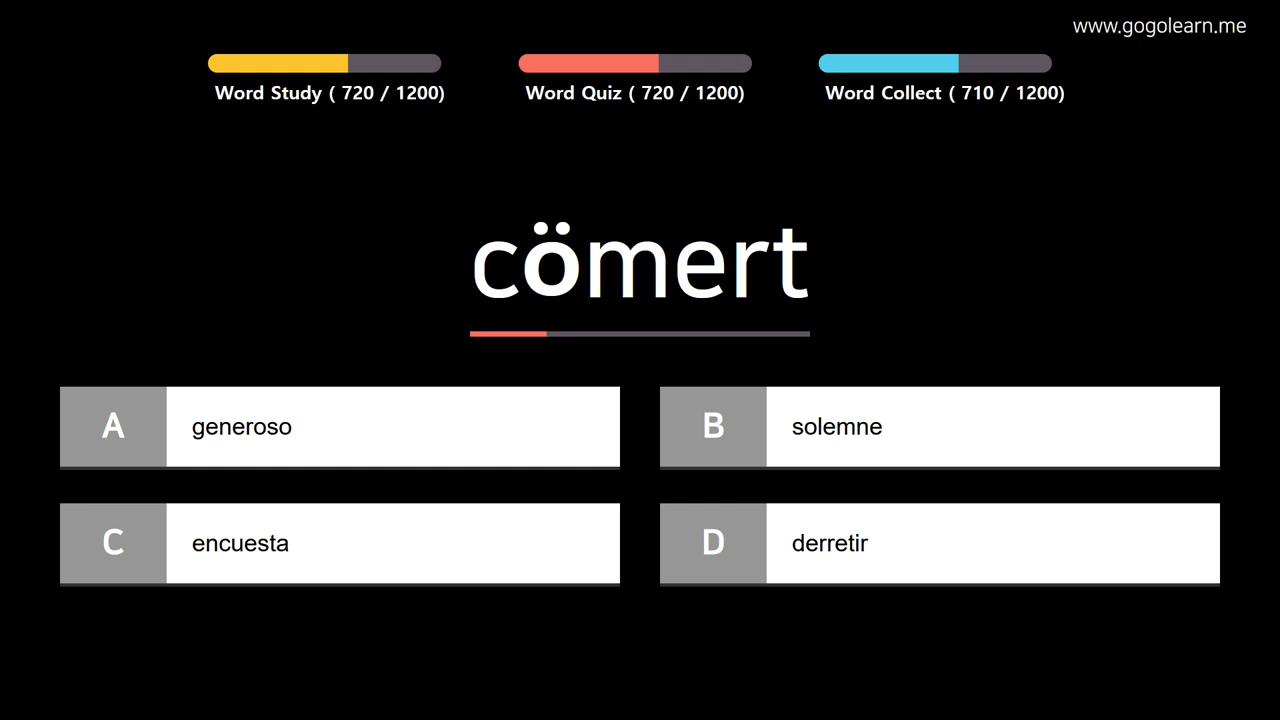 www.gogolearn.me
Word Study ( 720 / 1200)
Word Quiz ( 720 / 1200)
Word Collect ( 710 / 1200)
cömert
A generoso
B solemne
C encuesta
D derretir